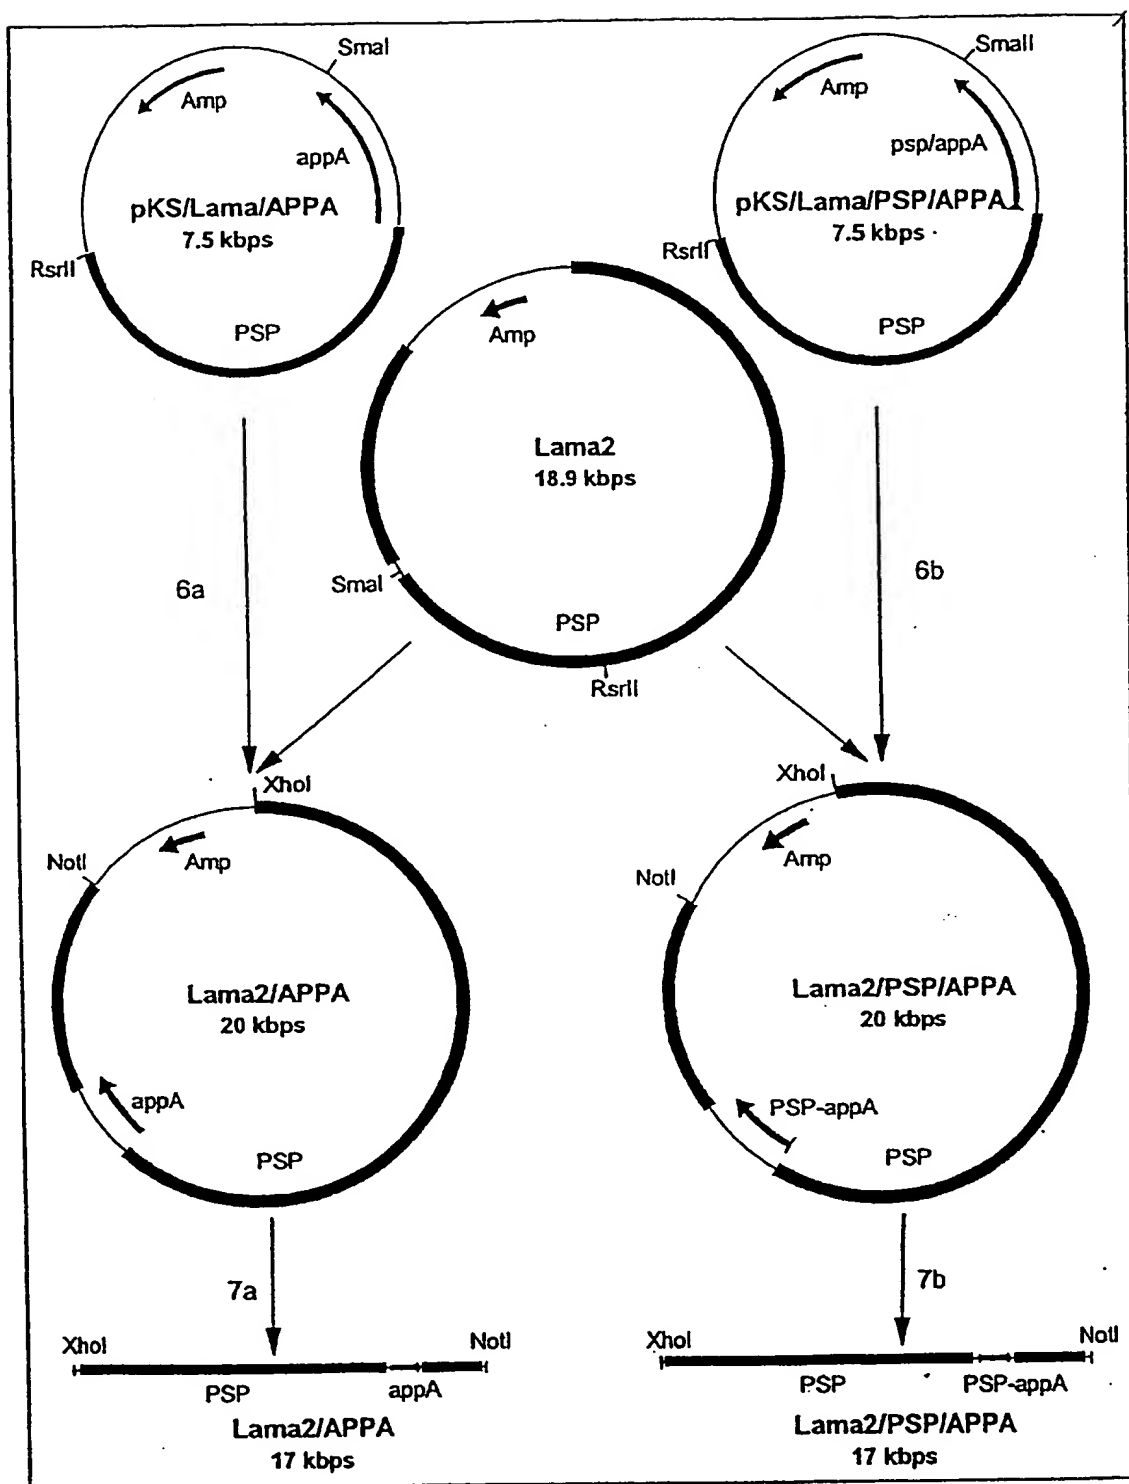 SmaI
Amp
appA
pKS/Lama/APPA
7.5 kbps
RsrII
PSP
SmaII
Amp
psp/appA
pKS/Lama/PSP/APPA
7.5 kbps
RsrII
PSP
Amp
Lama2
18.9 kbps
SmaI
PSP
RsrII
6a
6b
XhoI
Amp
NotI
Lama2/APPA
20 kbps
appA
PSP
XhoI
Amp
NotI
Lama2/PSP/APPA
20 kbps
PSP-appA
PSP
7a
7b
XhoI
NotI
PSP
appA
Lama2/APPA
17 kbps
XhoI
NotI
PSP
PSP-appA
Lama2/PSP/APPA
17 kbps